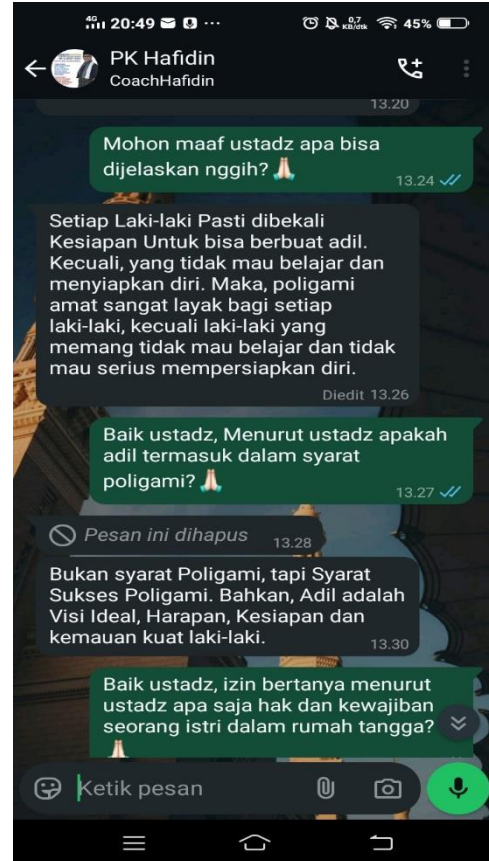 4G 20:49 ... 0,7 KB/dtk 45%
PK Hafidin
CoachHafidin
13.20
Mohon maaf ustadz apa bisa
dijelaskan nggih?🙏🏻
13.24
Setiap Laki-laki Pasti dibekali
Kesiapan Untuk bisa berbuat adil.
Kecuali, yang tidak mau belajar dan
menyiapkan diri. Maka, poligami
amat sangat layak bagi setiap
laki-laki, kecuali laki-laki yang
memang tidak mau belajar dan tidak
mau serius mempersiapkan diri.
Diedit 13.26
Baik ustadz, Menurut ustadz apakah
adil termasuk dalam syarat
poligami?🙏🏻
13.27
Pesan ini dihapus 13.28
Bukan syarat Poligami, tapi Syarat
Sukses Poligami. Bahkan, Adil adalah
Visi Ideal, Harapan, Kesiapan dan
kemauan kuat laki-laki.
13.30
Baik ustadz, izin bertanya menurut
ustadz apa saja hak dan kewajiban
seorang istri dalam rumah tangga?
🙏🏻
Ketik pesan